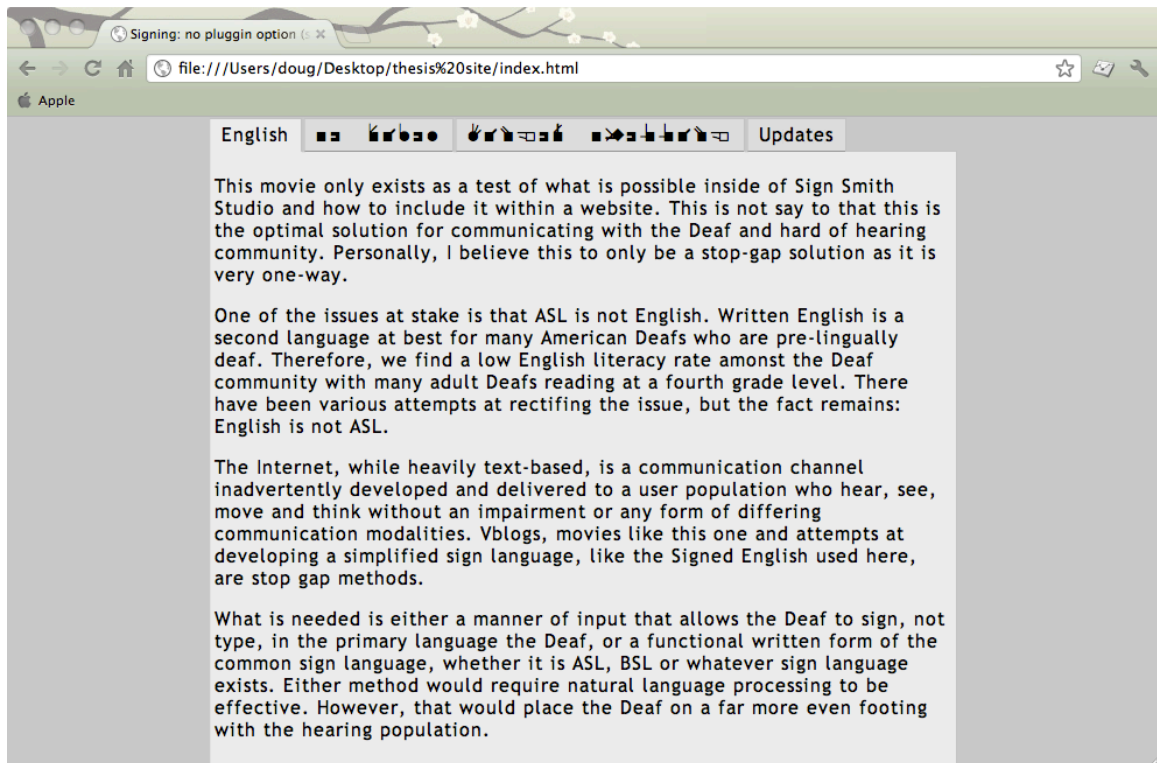 Signing: no pluggin option (s
file:///Users/doug/Desktop/thesis%20site/index.html
Apple
English Updates
This movie only exists as a test of what is possible inside of Sign Smith
Studio and how to include it within a website. This is not say to that this is
the optimal solution for communicating with the Deaf and hard of hearing
community. Personally, I believe this to only be a stop-gap solution as it is
very one-way.
One of the issues at stake is that ASL is not English. Written English is a
second language at best for many American Deafs who are pre-lingually
deaf. Therefore, we find a low English literacy rate amonst the Deaf
community with many adult Deafs reading at a fourth grade level. There
have been various attempts at rectifing the issue, but the fact remains:
English is not ASL.
The Internet, while heavily text-based, is a communication channel
inadvertently developed and delivered to a user population who hear, see,
move and think without an impairment or any form of differing
communication modalities. Vblogs, movies like this one and attempts at
developing a simplified sign language, like the Signed English used here,
are stop gap methods.
What is needed is either a manner of input that allows the Deaf to sign, not
type, in the primary language the Deaf, or a functional written form of the
common sign language, whether it is ASL, BSL or whatever sign language
exists. Either method would require natural language processing to be
effective. However, that would place the Deaf on a far more even footing
with the hearing population.